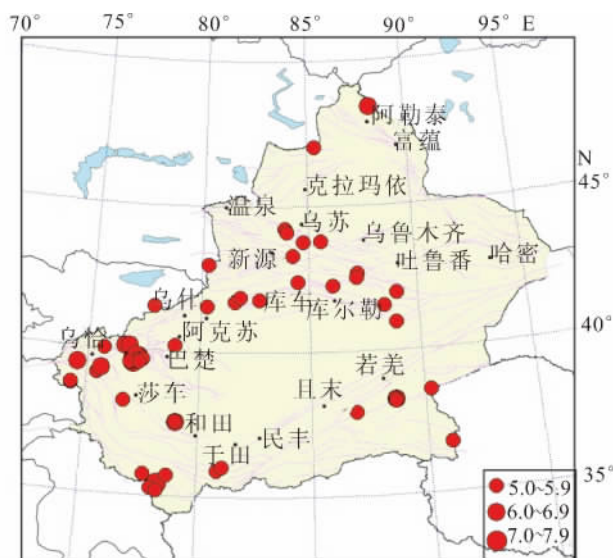 70°
75°
80°
85°
90°
95° E
阿勒泰
富蕴
N
45°
克拉玛依
温泉
乌苏
乌鲁木齐
新源
吐鲁番
哈密
乌什
库车
库尔勒
40°
阿克苏
乌恰
巴楚
若羌
莎车
且末
和田
民丰
于田
35°
5.0~5.9
6.0~6.9
7.0~7.9